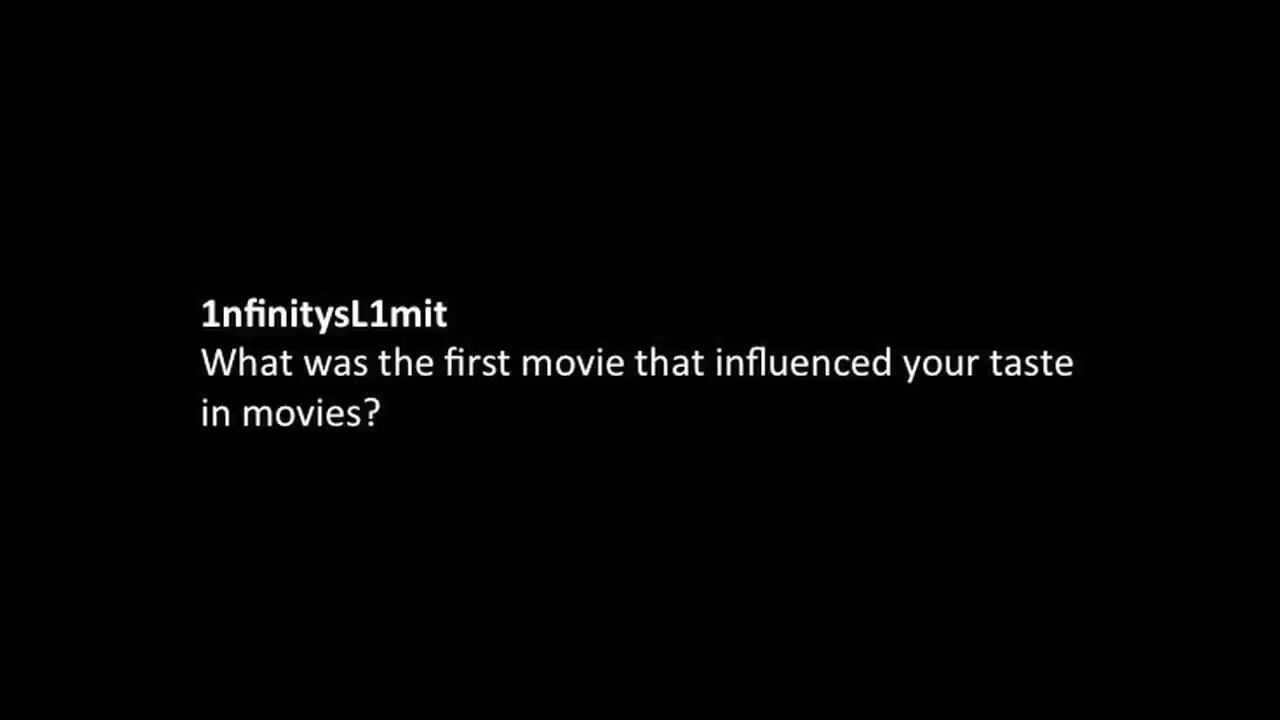 1nfinitysL1mit
What was the first movie that influenced your taste
in movies?